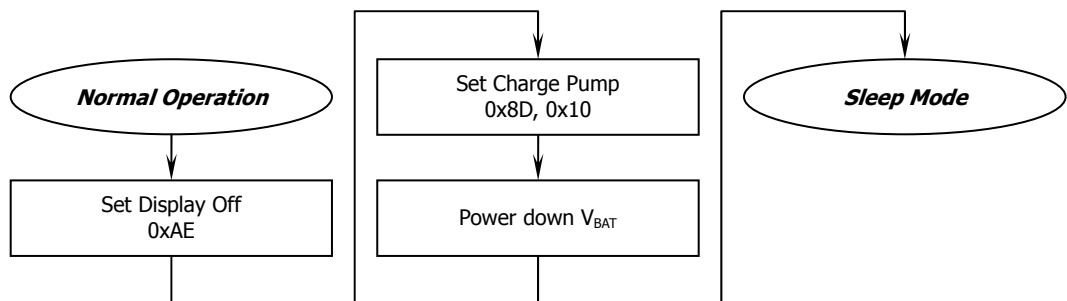 Normal Operation
Set Display Off
0xAE
Set Charge Pump
0x8D, 0x10
Power down VBAT
Sleep Mode